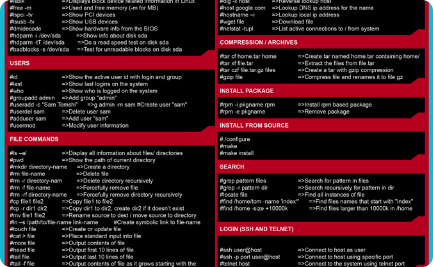 #free -m =>Used and free memory (-m for MB)
#lspci -tv =>Show PCI devices
#lsusb -tv =>Show USB devices
#dmidecode =>Show hardware info from the BIOS
#hdparm -i /dev/sda =>Show info about disk sda
#hdparm -tT /dev/sda =>Do a read speed test on disk sda
#badblocks -s /dev/sda =>Test for unreadable blocks on disk sda
USERS
#id =>Show the active user id with login and group
#last =>Show last logins on the system
#who =>Show who is logged on the system
#groupadd admin =>Add group "admin"
#userdel sam =>Delete user sam
#adduser sam =>Add user "sam"
#usermod =>Modify user information
FILE COMMANDS
#ls -al =>Display all information about files/ directories
#pwd =>Show the path of current directory
#mkdir directory-name =>Create a directory
#rm file-name =>Delete file
#rm -r directory-nam =>Delete directory recursively
#rm -f file-name =>Forcefully remove file
#rm -rf directory-name =>Forcefully remove directory recursively
#cp file1 file2 =>Copy file1 to file2
#cp -r dir1 dir2 =>Copy dir1 to dir2, create dir2 if it doesn't exist
#mv file1 file2 =>Rename source to dest / move source to directory
#ln -s /path/to/file-name link-name #Create symbolic link to file-name
#touch file =>Create or update file
#cat > file =>Place standard input into file
#more file =>Output contents of file
#head file =>Output first 10 lines of file
#tail file =>Output last 10 lines of file
#tail -f file =>Output contents of file as it grows starting with the
#dig -x host =>Reverse lookup host
#host google.com =>Lookup DNS ip address for the name
#hostname -i =>Lookup local ip address
#wget file =>Download file
#netstat -tupl =>List active connections to / from system
COMPRESSION / ARCHIVES
#tar cf home.tar home =>Create tar named home.tar containing home/
#tar xf file.tar =>Extract the files from file.tar
#tar czf file.tar.gz files =>Create a tar with gzip compression
#gzip file =>Compress file and renames it to file.gz
INSTALL PACKAGE
#rpm -i pkgname.rpm =>Install rpm based package
#rpm -e pkgname =>Remove package
INSTALL FROM SOURCE
#./configure
#make
#make install
SEARCH
#grep pattern files =>Search for pattern in files
#grep -r pattern dir =>Search recursively for pattern in dir
#locate file =>Find all instances of file
#find /home/tom -name 'index*' =>Find files names that start with "index"
#find /home -size +10000k =>Find files larger than 10000k in /home
LOGIN (SSH AND TELNET)
#ssh user@host =>Connect to host as user
#ssh -p port user@host =>Connect to host using specific port
#telnet host =>Connect to the system using telnet port